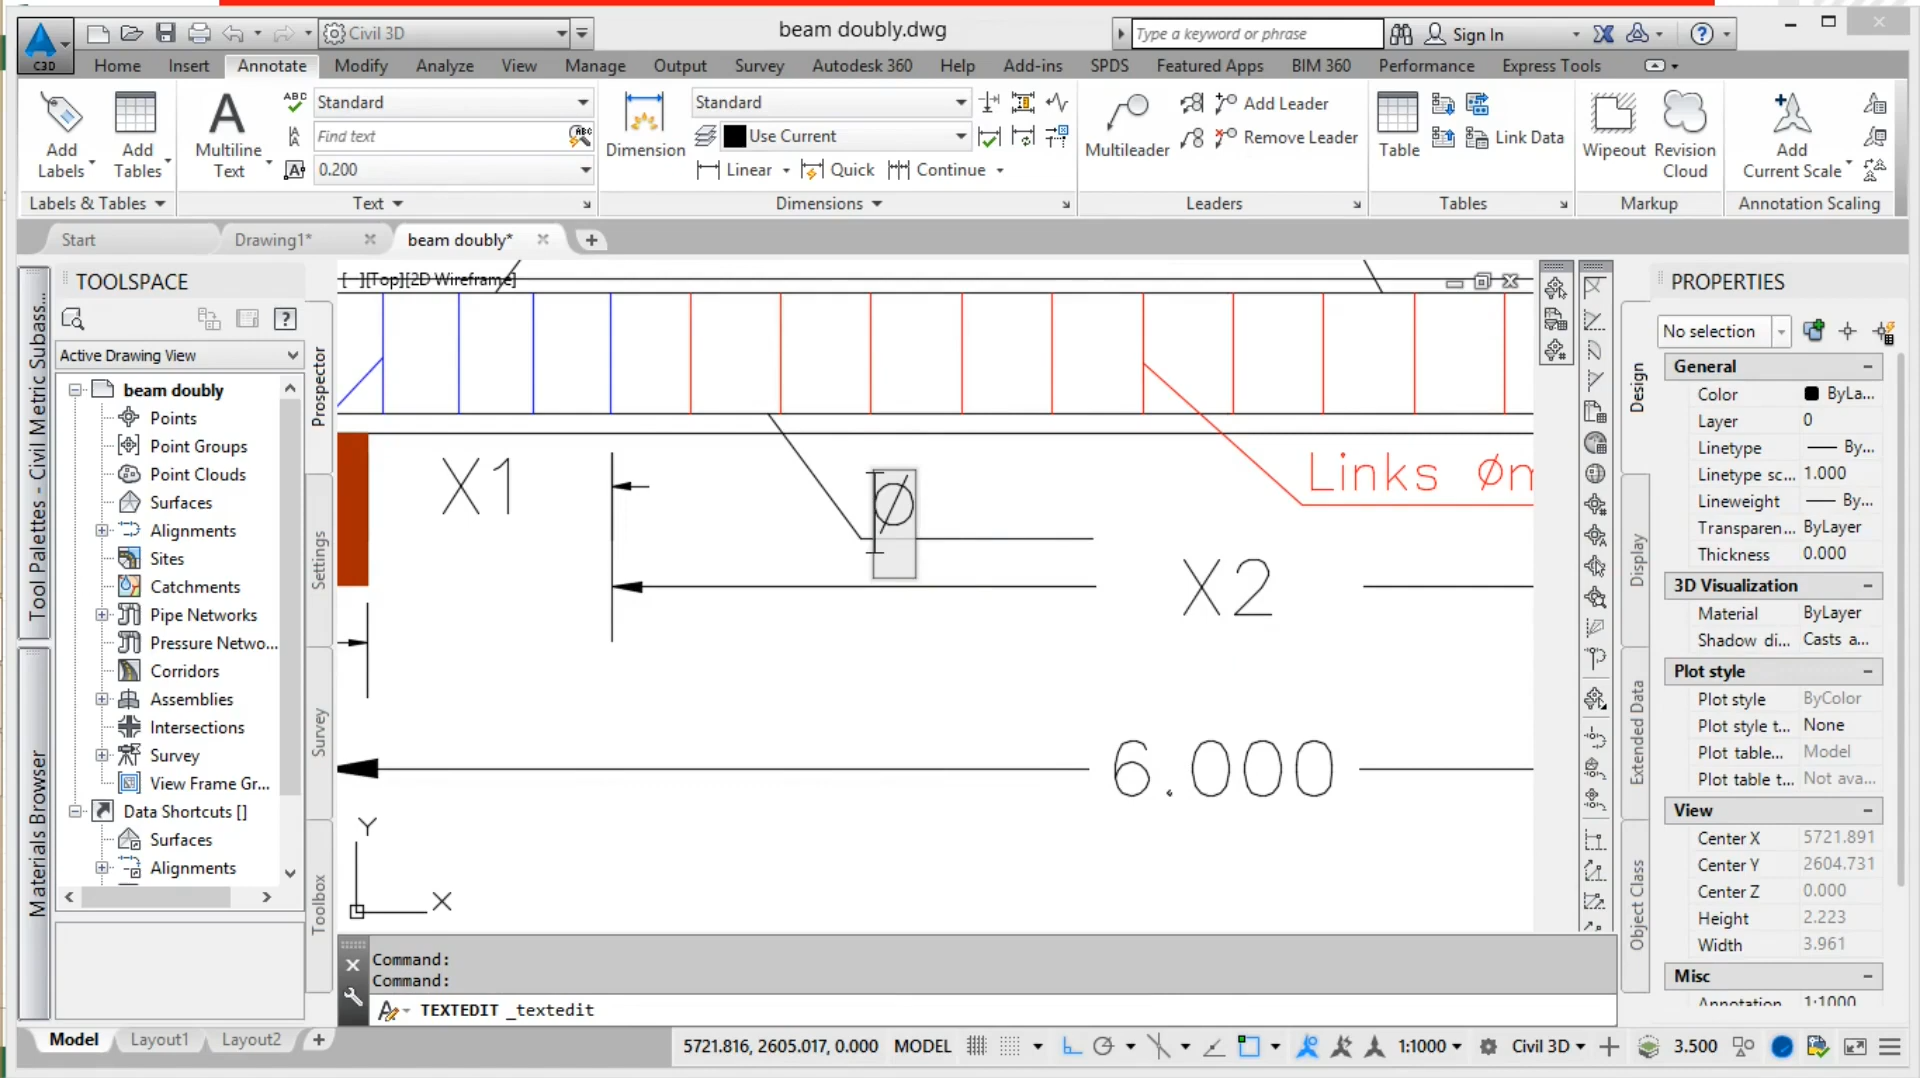 beam doubly.dwg
Civil 3D
Type a keyword or phrase
Sign In
C3D
Home Insert Annotate Modify Analyze View Manage Output Survey Autodesk 360 Help Add-ins SPDS Featured Apps BIM 360 Performance Express Tools
Add Labels
Add Tables
Multiline Text
ABC
Standard
Find text
0.200
Dimension
Standard
Use Current
Linear Quick Continue
Multileader
Add Leader
Remove Leader
Table
Link Data
Wipeout
Revision Cloud
Add Current Scale
Labels & Tables
Text
Dimensions
Leaders
Tables
Markup
Annotation Scaling
Start
Drawing1*
beam doubly*
Tool Palettes - Civil Metric Subass...
Materials Browser
TOOLSPACE
Active Drawing View
beam doubly
Points
Point Groups
Point Clouds
Surfaces
Alignments
Sites
Catchments
Pipe Networks
Pressure Netwo...
Corridors
Assemblies
Intersections
Survey
View Frame Gr...
Data Shortcuts []
Surfaces
Alignments
Prospector
Settings
Survey
Toolbox
[-][Top][2D Wireframe]
X1
Ø
Links Øm
X2
6.000
Y
X
Command:
Command:
TEXTEDIT _textedit
PROPERTIES
No selection
Design
Display
Extended Data
Object Class
General
Color ByLa...
Layer 0
Linetype By...
Linetype sc... 1.000
Lineweight By...
Transparen... ByLayer
Thickness 0.000
3D Visualization
Material ByLayer
Shadow di... Casts a...
Plot style
Plot style ByColor
Plot style t... None
Plot table... Model
Plot table t... Not ava...
View
Center X 5721.891
Center Y 2604.731
Center Z 0.000
Height 2.223
Width 3.961
Misc
Annotation 1:1000
Model
Layout1
Layout2
5721.816, 2605.017, 0.000 MODEL
1:1000
Civil 3D
3.500